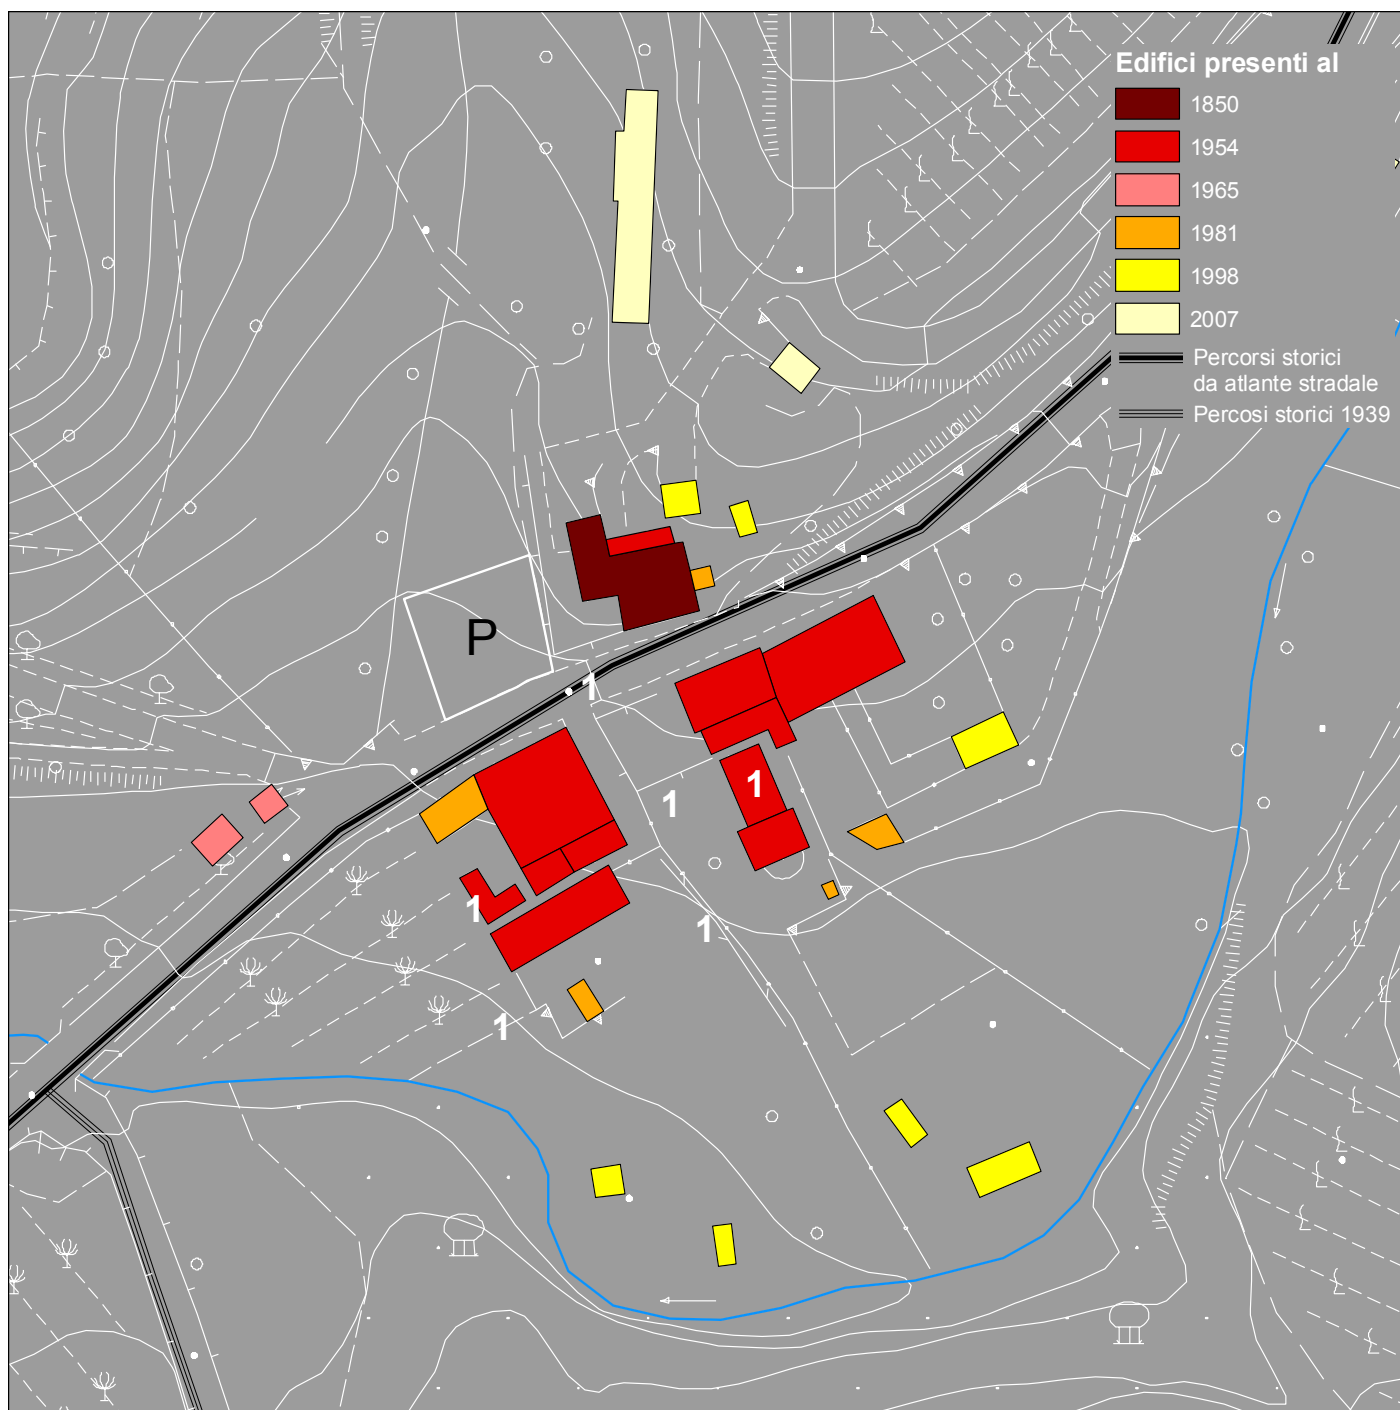 Edifici presenti al
1850
1954
1965
1981
1998
2007
Percorsi storici
da atlante stradale
Percosi storici 1939
P
1
1
1
1
1
1